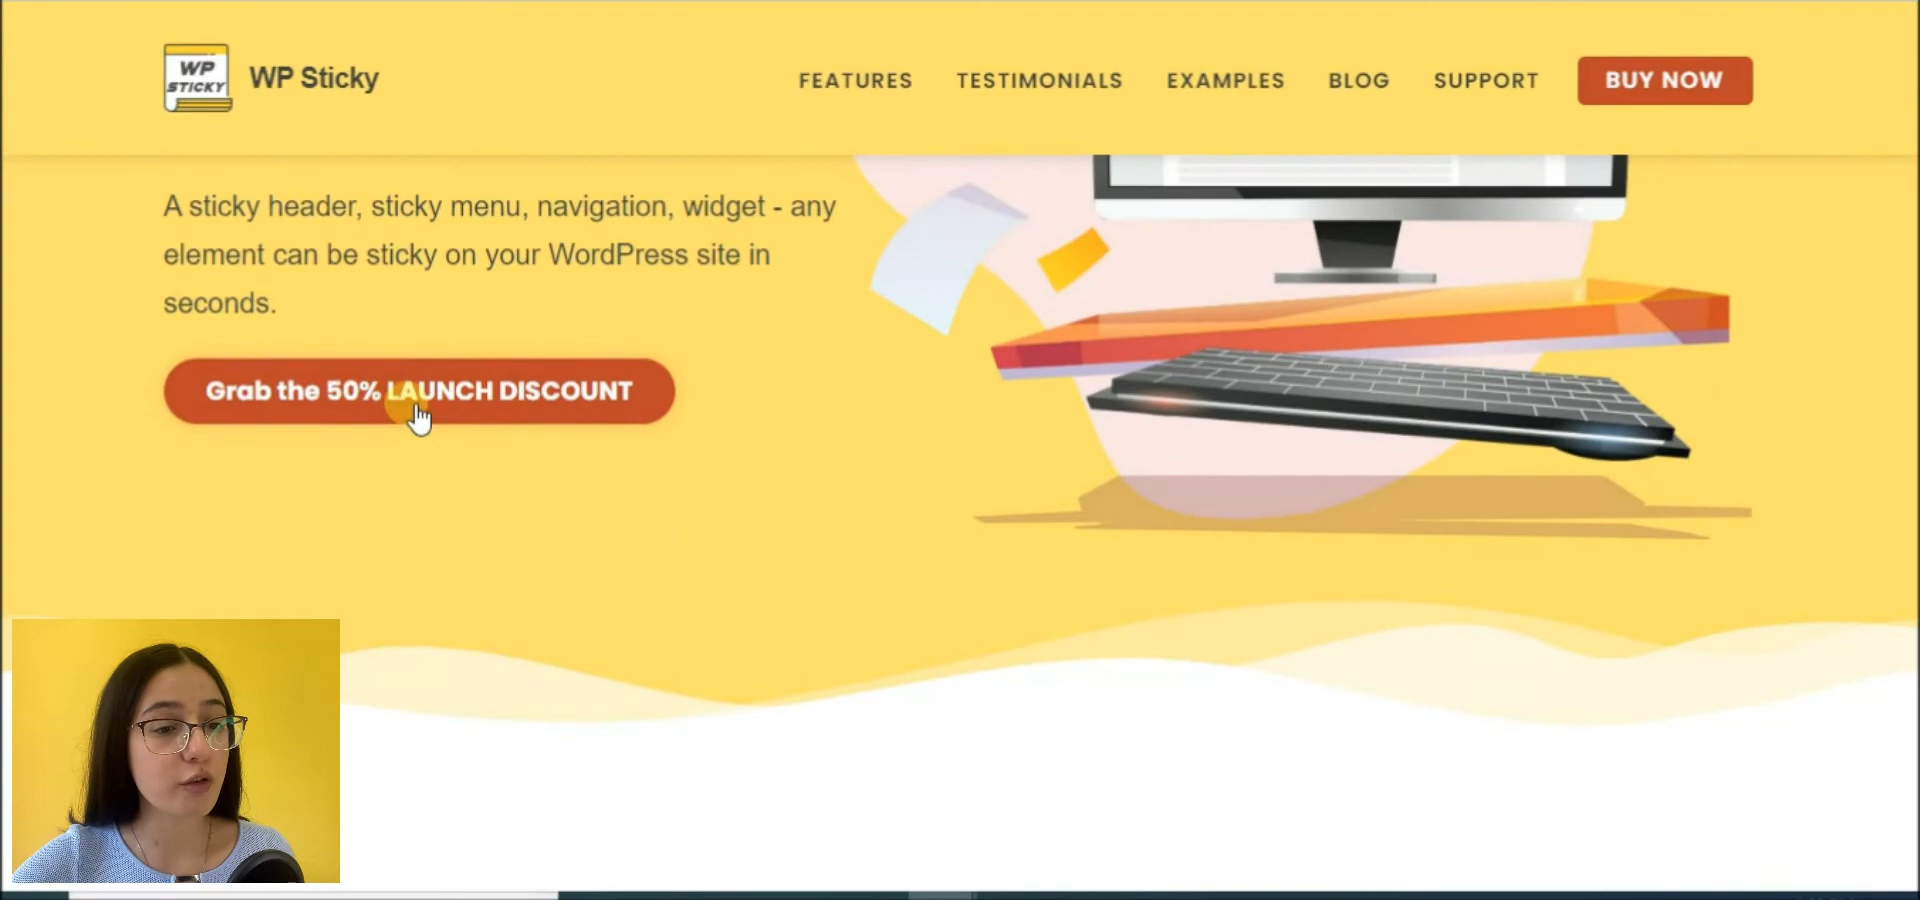 WP
STICKY
WP Sticky
FEATURES
TESTIMONIALS
EXAMPLES
BLOG
SUPPORT
BUY NOW
A sticky header, sticky menu, navigation, widget - any
element can be sticky on your WordPress site in
seconds.
Grab the 50% LAUNCH DISCOUNT